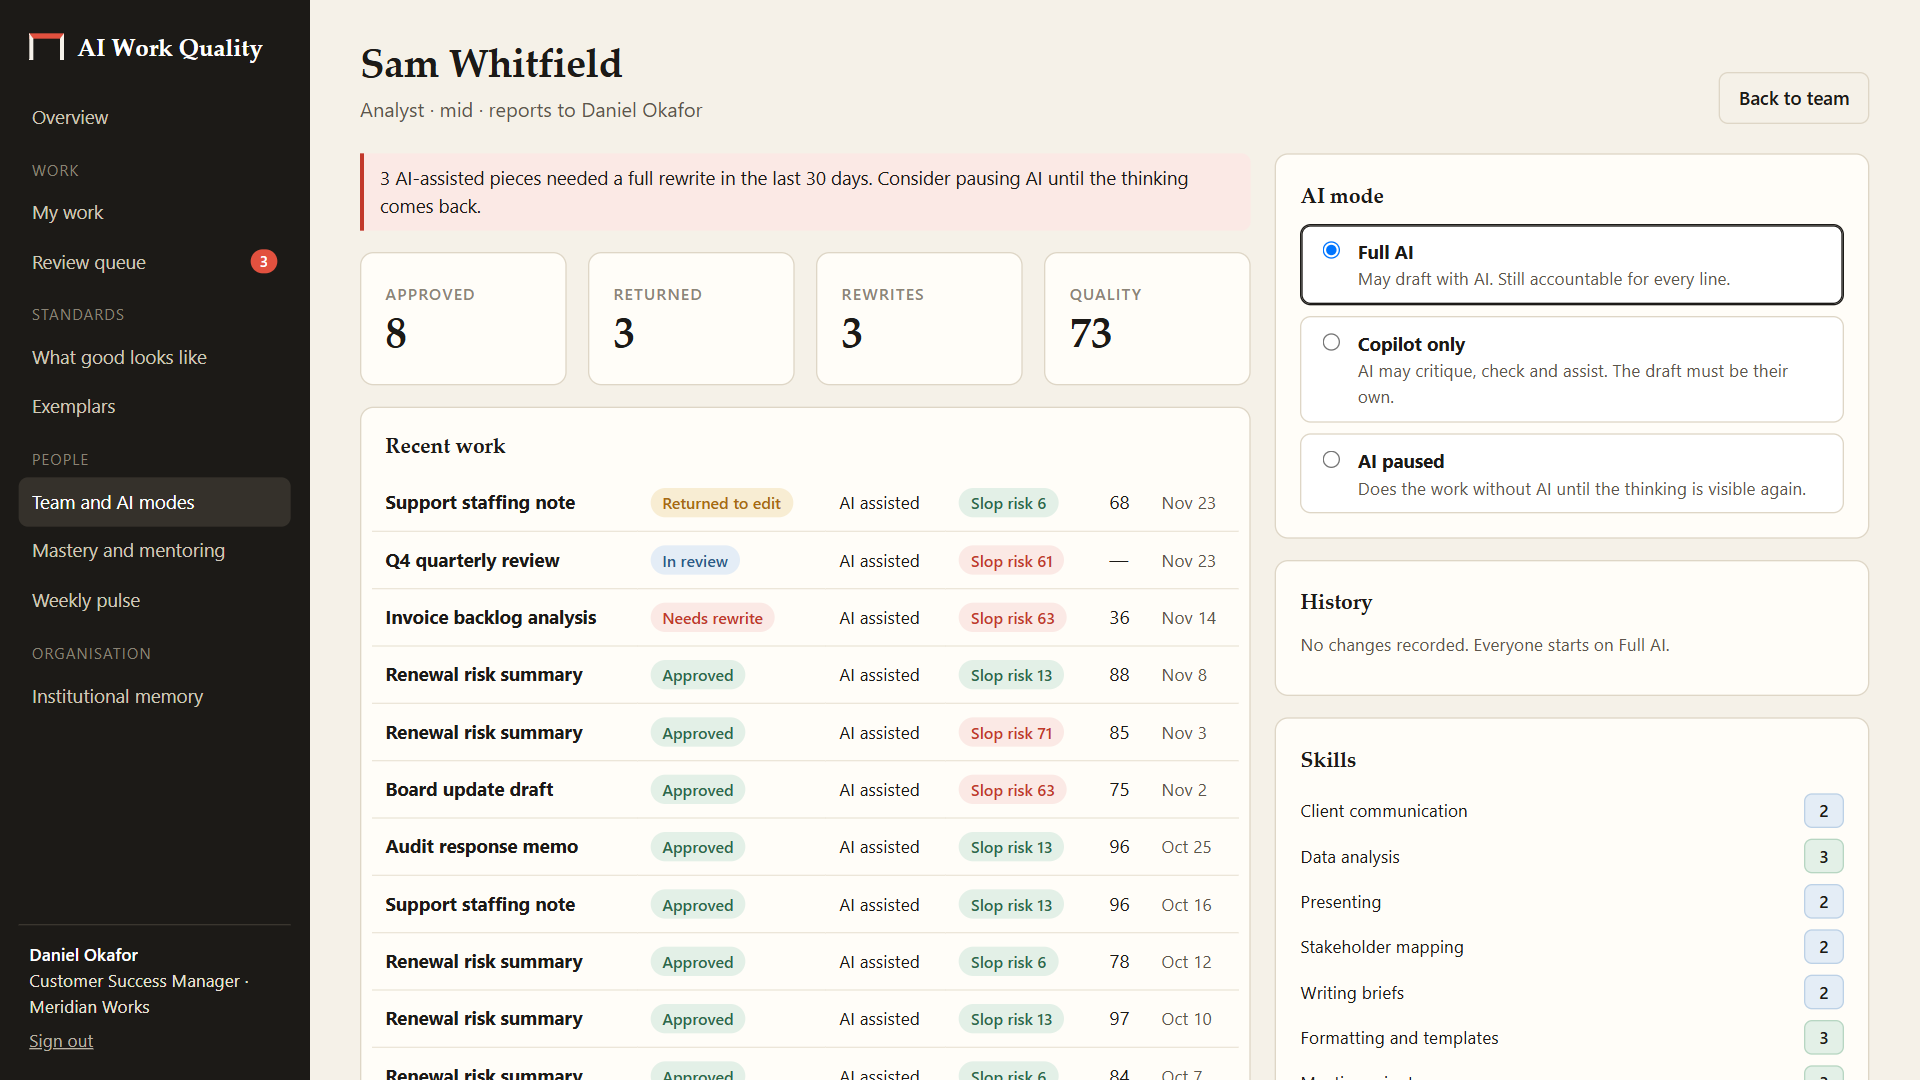 AI Work Quality
Overview
WORK
My work
Review queue 3
STANDARDS
What good looks like
Exemplars
PEOPLE
Team and AI modes
Mastery and mentoring
Weekly pulse
ORGANISATION
Institutional memory
Daniel Okafor
Customer Success Manager ·
Meridian Works
Sign out
Sam Whitfield
Analyst · mid · reports to Daniel Okafor
Back to team
3 AI-assisted pieces needed a full rewrite in the last 30 days. Consider pausing AI until the thinking
comes back.
APPROVED
8
RETURNED
3
REWRITES
3
QUALITY
73
Recent work
Support staffing note Returned to edit AI assisted Slop risk 6 68 Nov 23
Q4 quarterly review In review AI assisted Slop risk 61 — Nov 23
Invoice backlog analysis Needs rewrite AI assisted Slop risk 63 36 Nov 14
Renewal risk summary Approved AI assisted Slop risk 13 88 Nov 8
Renewal risk summary Approved AI assisted Slop risk 71 85 Nov 3
Board update draft Approved AI assisted Slop risk 63 75 Nov 2
Audit response memo Approved AI assisted Slop risk 13 96 Oct 25
Support staffing note Approved AI assisted Slop risk 13 96 Oct 16
Renewal risk summary Approved AI assisted Slop risk 6 78 Oct 12
Renewal risk summary Approved AI assisted Slop risk 13 97 Oct 10
Renewal risk summary Approved AI assisted Slop risk 6 84 Oct 7
AI mode
Full AI
May draft with AI. Still accountable for every line.
Copilot only
AI may critique, check and assist. The draft must be their
own.
AI paused
Does the work without AI until the thinking is visible again.
History
No changes recorded. Everyone starts on Full AI.
Skills
Client communication 2
Data analysis 3
Presenting 2
Stakeholder mapping 2
Writing briefs 2
Formatting and templates 3